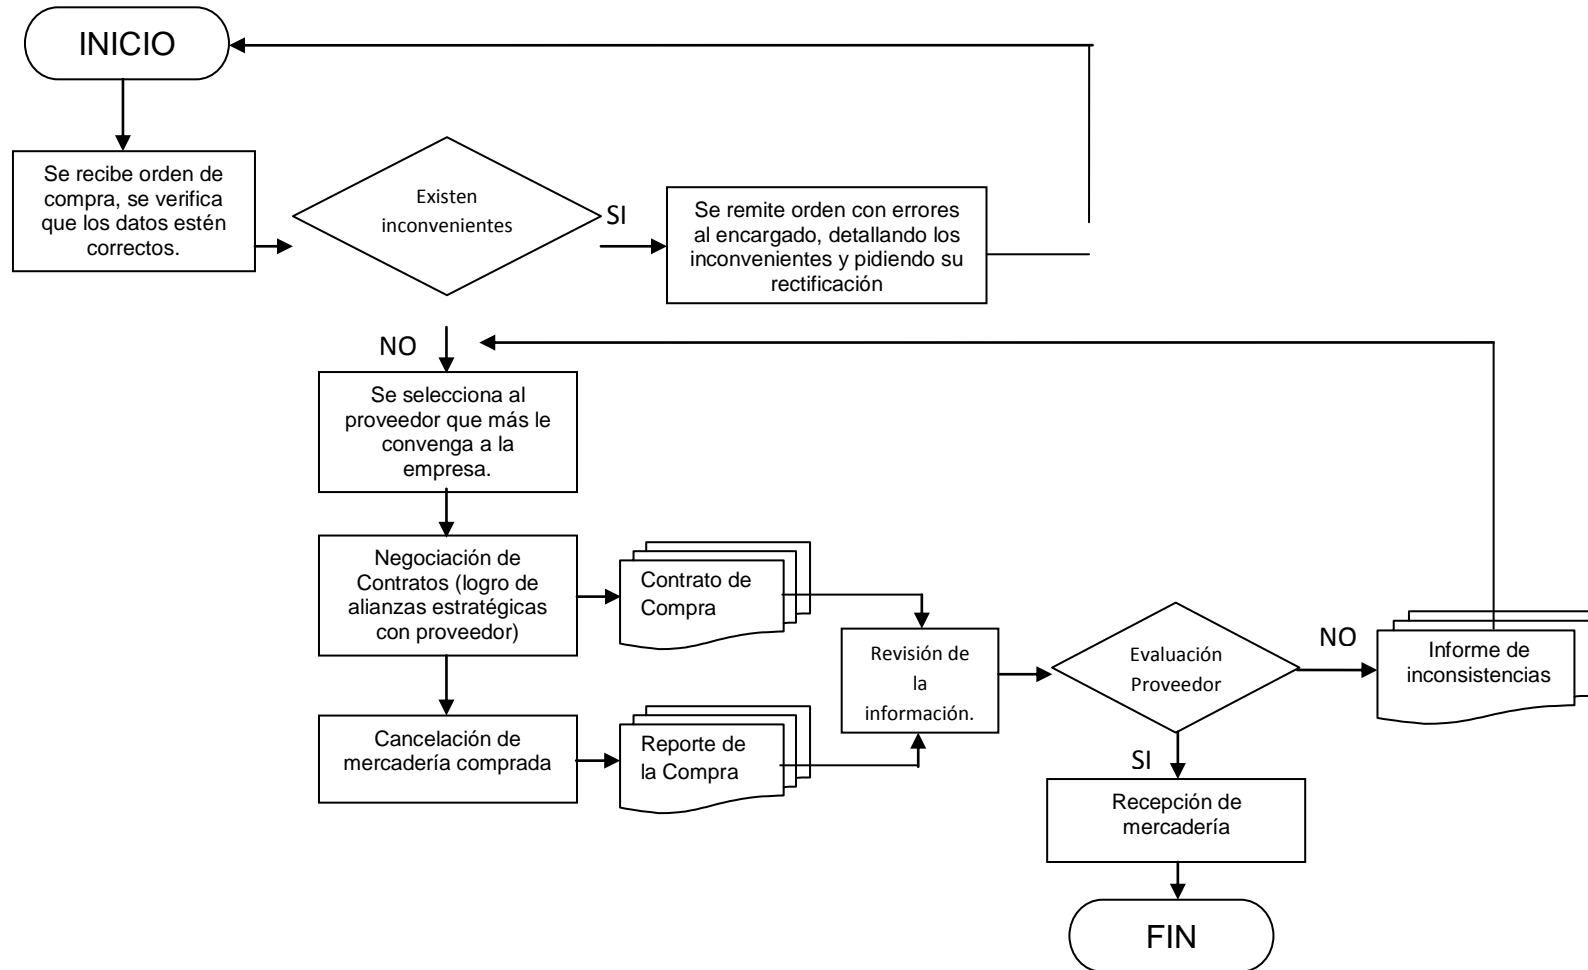 INICIO
Se recibe orden de
compra, se verifica
que los datos estén
correctos.
Existen
inconvenientes
SI
Se remite orden con errores
al encargado, detallando los
inconvenientes y pidiendo su
rectificación
NO
Se selecciona al
proveedor que más le
convenga a la
empresa.
Negociación de
Contratos (logro de
alianzas estratégicas
con proveedor)
Contrato de
Compra
Cancelación de
mercadería comprada
Reporte de
la Compra
Revisión de
la
información.
Evaluación
Proveedor
NO
Informe de
inconsistencias
SI
Recepción de
mercadería
FIN